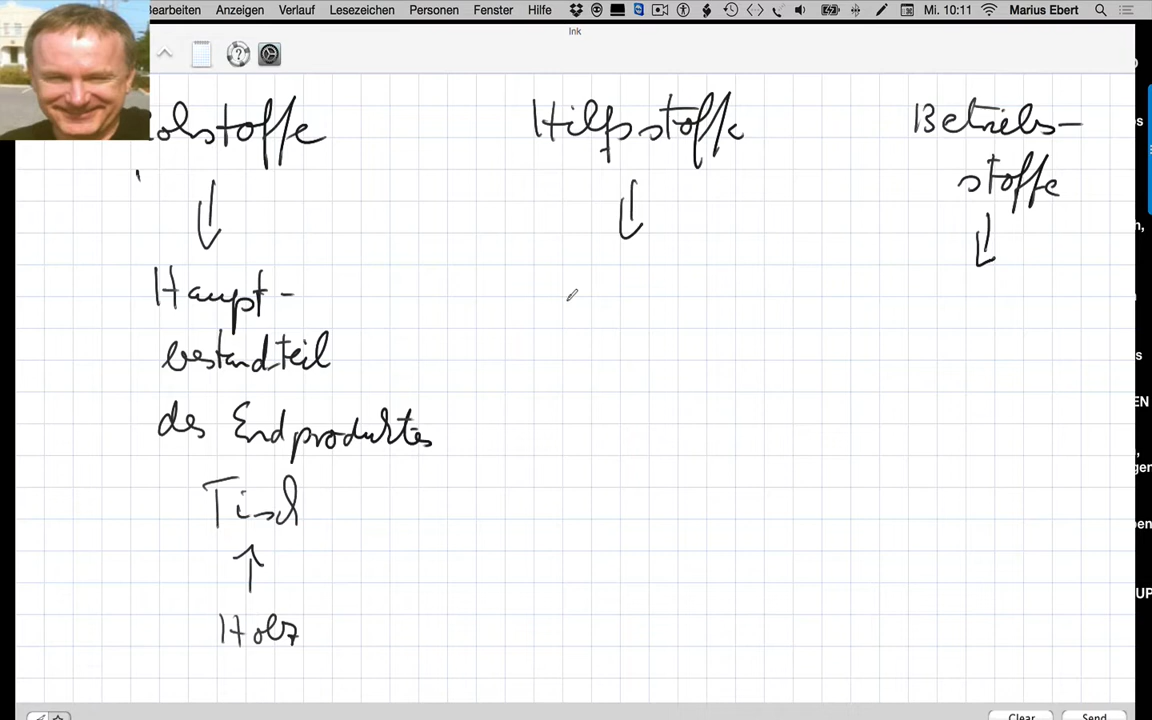 Bearbeiten Anzeigen Verlauf Lesezeichen Personen Fenster Hilfe Mi. 10:11 Marius Ebert
Ink
Hilfsstoffe
Betriebs-
stoffe
Haupt-
bestandteil
des Endproduktes
Tisch
Holz
Clear Send